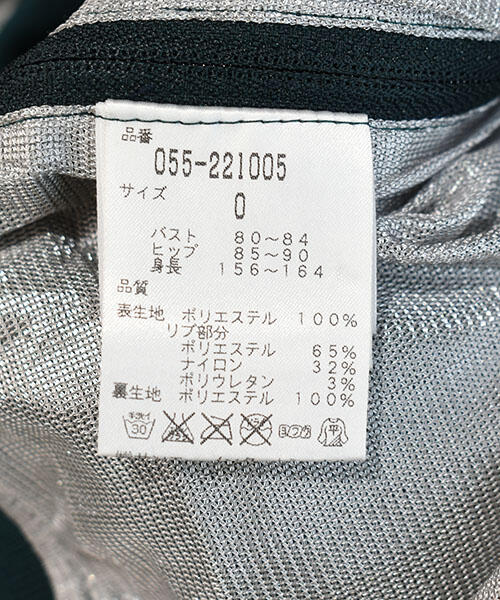 品番
055-221005
サイズ
0
バスト 80～84
ヒップ 85～90
身長 156～164
品質
表生地 ポリエステル 100%
リブ部分
ポリエステル 65%
ナイロン 32%
ポリウレタン 3%
裏生地 ポリエステル 100%
30 平